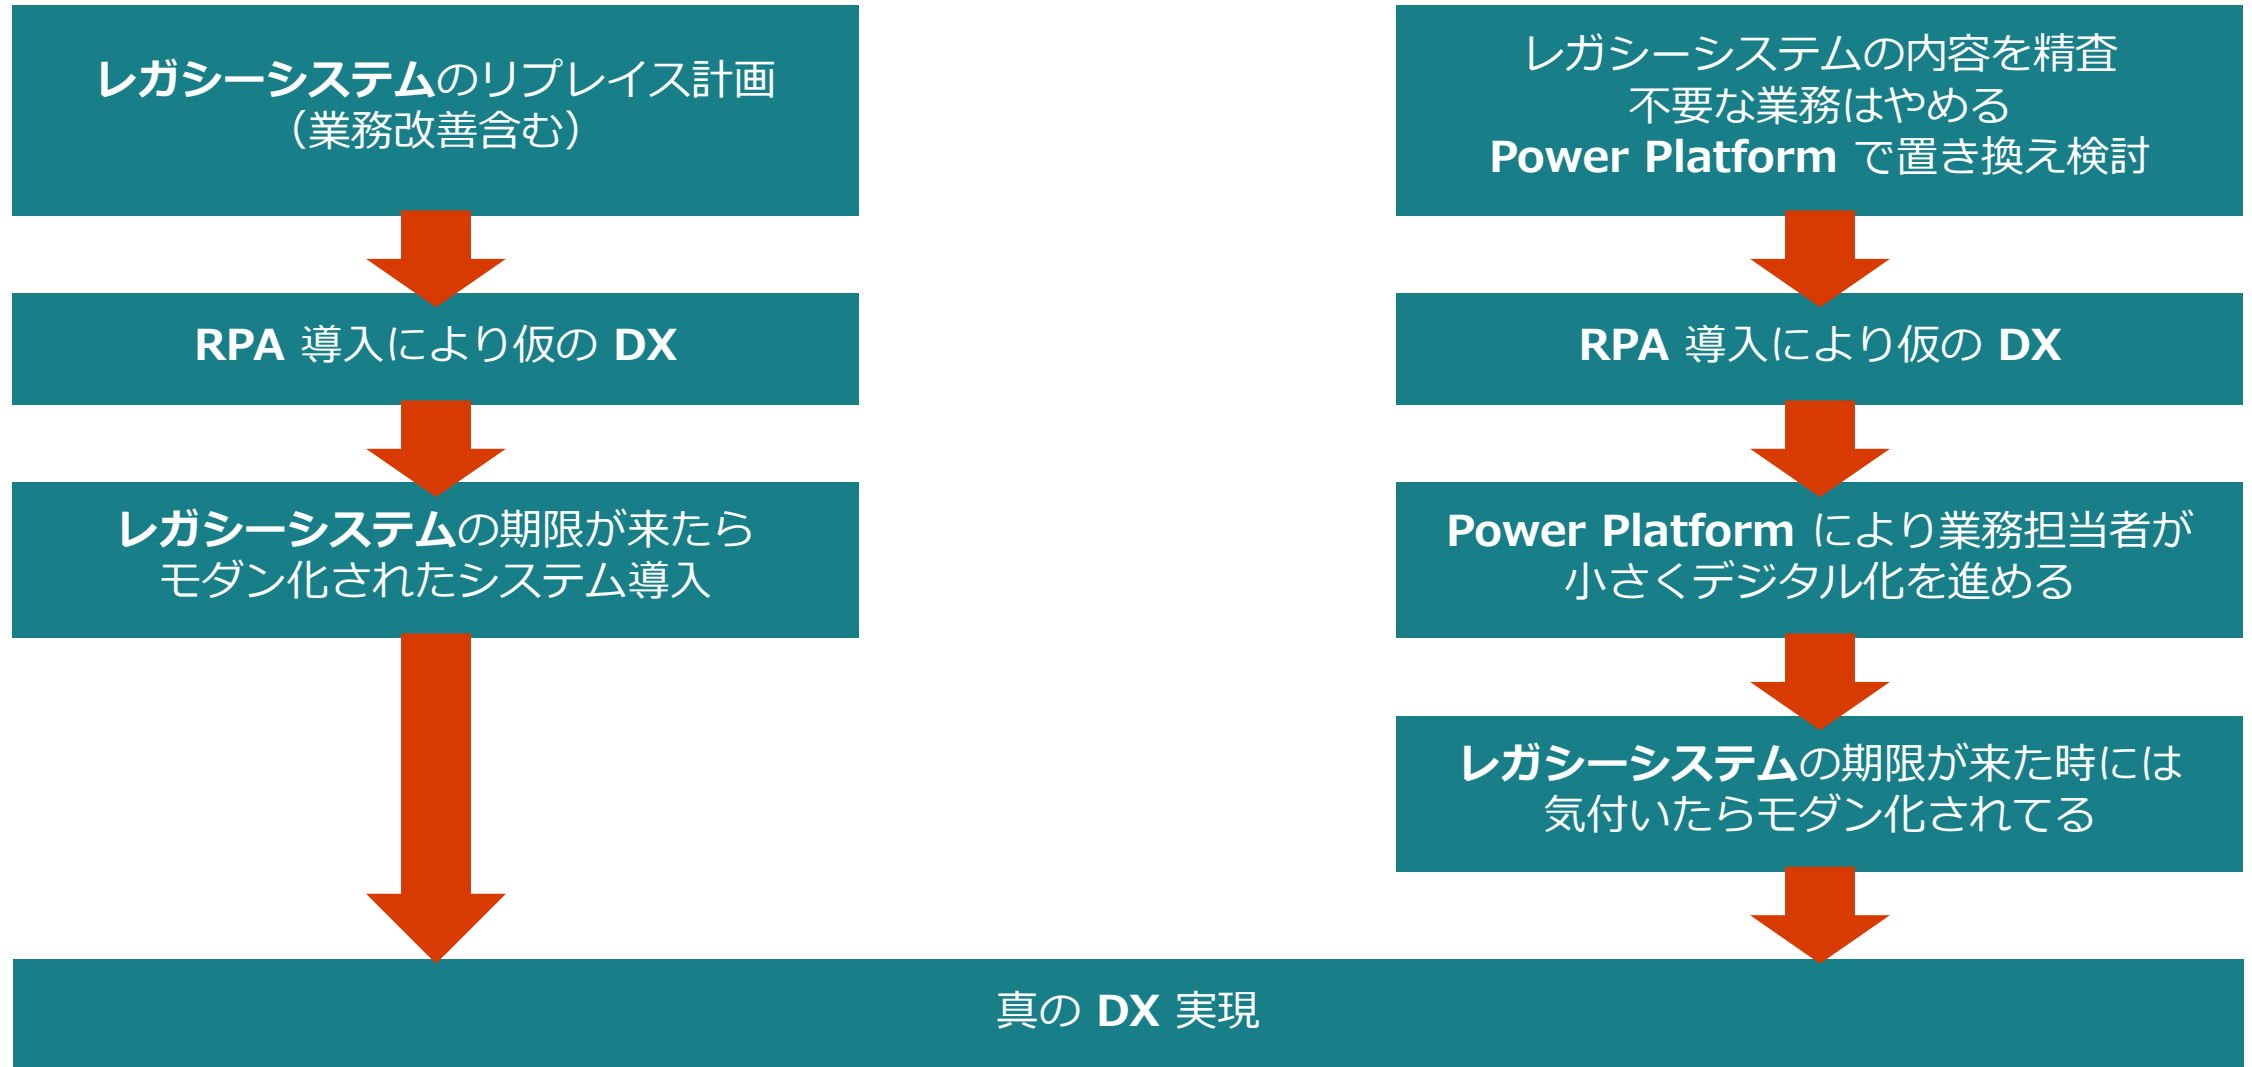 レガシーシステムのリプレイス計画
（業務改善含む）
RPA 導入により仮の DX
レガシーシステムの期限が来たら
モダン化されたシステム導入
レガシーシステムの内容を精査
不要な業務はやめる
Power Platform で置き換え検討
RPA 導入により仮の DX
Power Platform により業務担当者が
小さくデジタル化を進める
レガシーシステムの期限が来た時には
気付いたらモダン化されてる
真の DX 実現